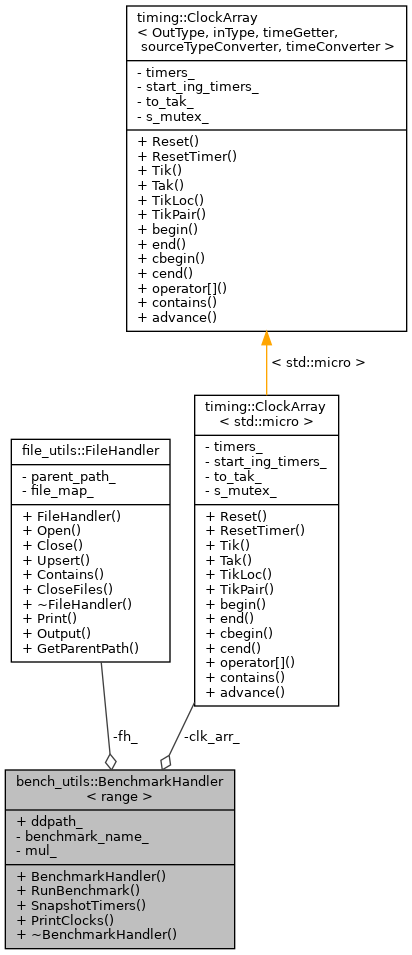 timing::ClockArray
< OutType, inType, timeGetter,
sourceTypeConverter, timeConverter >
- timers_
- start_ing_timers_
- to_tak_
- s_mutex_
+ Reset()
+ ResetTimer()
+ Tik()
+ Tak()
+ TikLoc()
+ TikPair()
+ begin()
+ end()
+ cbegin()
+ cend()
+ operator[]()
+ contains()
+ advance()
< std::micro >
timing::ClockArray
< std::micro >
- timers_
- start_ing_timers_
- to_tak_
- s_mutex_
+ Reset()
+ ResetTimer()
+ Tik()
+ Tak()
+ TikLoc()
+ TikPair()
+ begin()
+ end()
+ cbegin()
+ cend()
+ operator[]()
+ contains()
+ advance()
file_utils::FileHandler
- parent_path_
- file_map_
+ FileHandler()
+ Open()
+ Close()
+ Upsert()
+ Contains()
+ CloseFiles()
+ ~FileHandler()
+ Print()
+ Output()
+ GetParentPath()
-fh_
-clk_arr_
bench_utils::BenchmarkHandler
< range >
+ ddpath_
- benchmark_name_
- mul_
+ BenchmarkHandler()
+ RunBenchmark()
+ SnapshotTimers()
+ PrintClocks()
+ ~BenchmarkHandler()